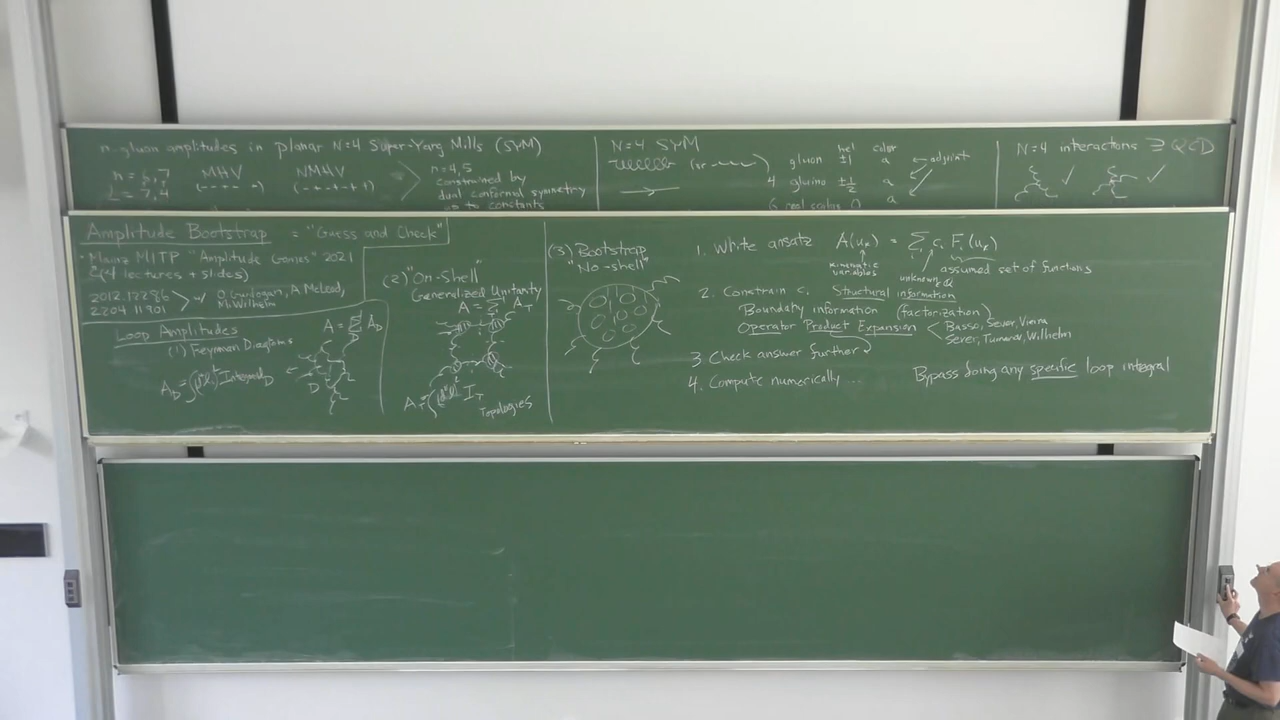 n-gluon amplitudes in planar N=4 Super-Yang Mills (SYM)
n = 6,7
L = 7,4
MHV
(- - - - - -)
NMHV
(- + - + - +)
n=4,5
constrained by
dual conformal symmetry
up to constants
N=4 SYM
(or
hel color
gluon ±1 a
4 gluino ±1/2 a
6 real scalars 0 a
adjoint
N=4 interactions ⊇ QCD
✓ ✓
Amplitude Bootstrap = "Guess and Check"
• Mainz MITP "Amplitude Games" 2021
(4 lectures + slides)
2012.12286
2204.11901
w/ O. Gurdogan, A. McLeod,
M. Wilhelm
Loop Amplitudes
(1) Feynman Diagrams
A = Σ A_D
D
A_D = ∫ Integrand_D
D
(2) "On-Shell"
Generalized Unitarity
A = Σ A_T
A_T = ∫ I_T
Topologies
(3) Bootstrap
"No-shell"
1. Write ansatz A(u_k) = Σ c_i F_i(u_k)
kinematic
variables
unknown
assumed set of functions
2. Constrain c_i Structural information
Boundary information (factorization)
Operator Product Expansion
Basso, Sever, Vieira
Sever, Tumanov, Wilhelm
3 Check answer further
4. Compute numerically ...
Bypass doing any specific loop integral